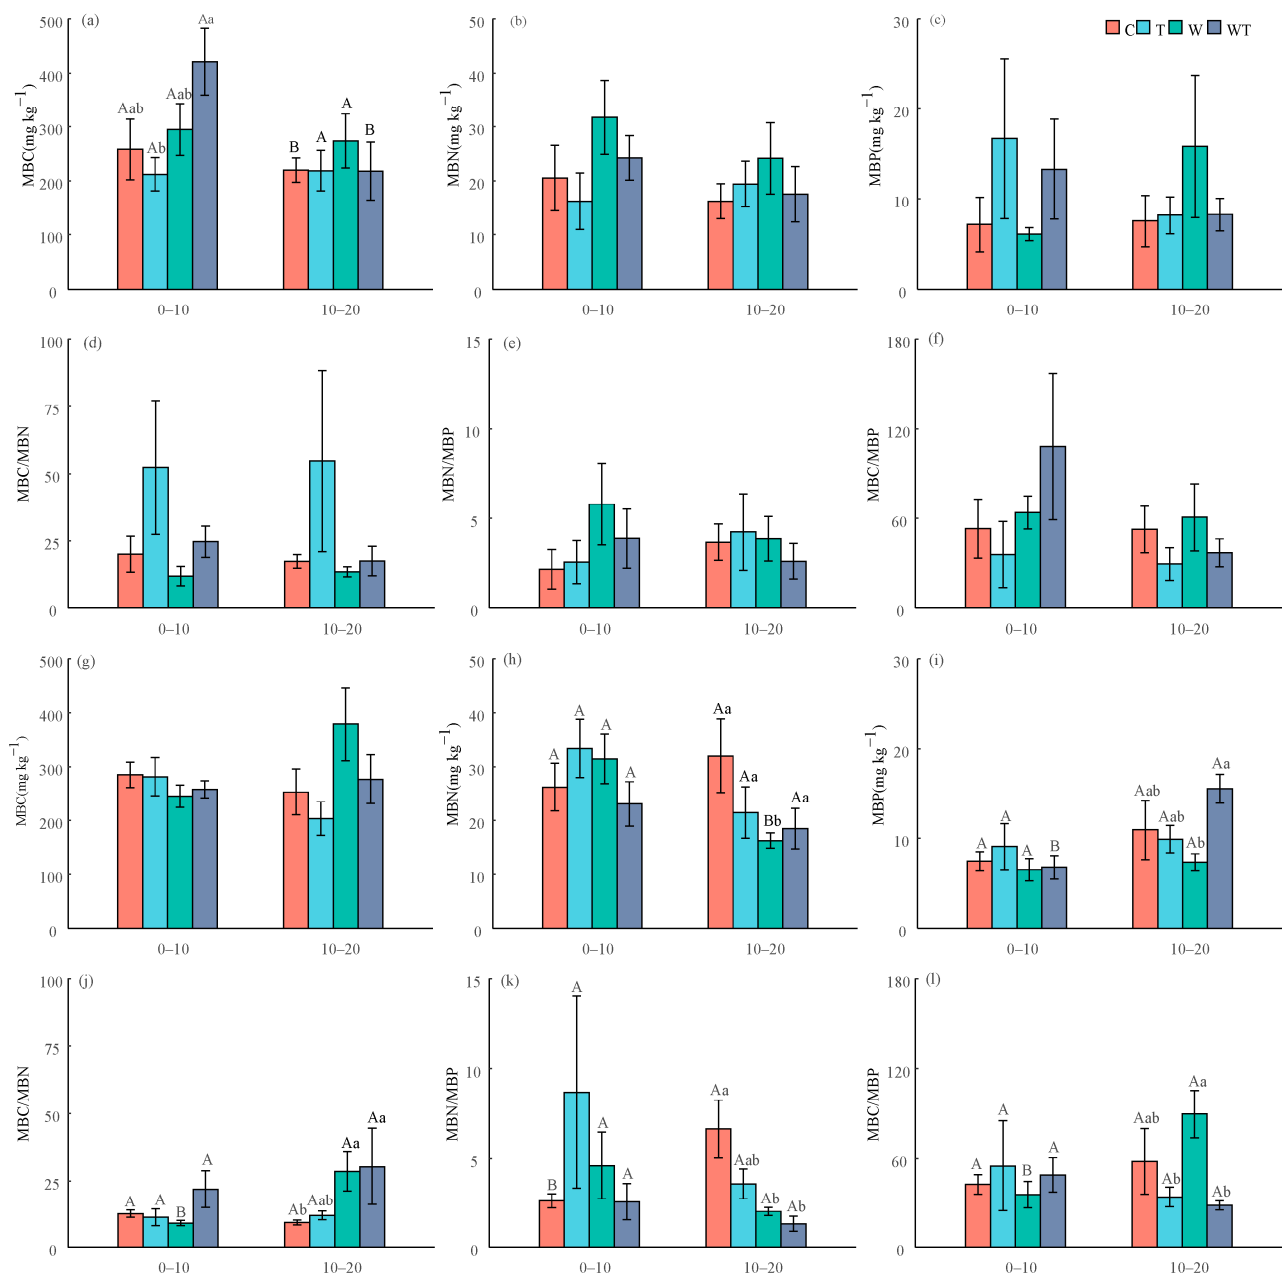 (a)
500
400
300
200
100
0
MBC(mg kg⁻¹)
Aab
Ab
Aab
Aa
B
A
A
B
0–10
10–20
(b)
50
40
30
20
10
0
MBN(mg kg⁻¹)
0–10
10–20
(c)
C T W WT
30
20
10
0
MBP(mg kg⁻¹)
0–10
10–20
(d)
100
75
50
25
0
MBC/MBN
0–10
10–20
(e)
15
10
5
0
MBN/MBP
0–10
10–20
(f)
180
120
60
0
MBC/MBP
0–10
10–20
(g)
500
400
300
200
100
0
MBC(mg kg⁻¹)
0–10
10–20
(h)
50
40
30
20
10
0
MBN(mg kg⁻¹)
A
A
A
A
Aa
Aa
Bb
Aa
0–10
10–20
(i)
30
20
10
0
MBP(mg kg⁻¹)
A
A
A
B
Aab
Aab
Ab
Aa
0–10
10–20
(j)
100
75
50
25
0
MBC/MBN
A
A
B
A
Ab
Aab
Aa
Aa
0–10
10–20
(k)
15
10
5
0
MBN/MBP
B
A
A
A
Aa
Aab
Ab
Ab
0–10
10–20
(l)
180
120
60
0
MBC/MBP
A
A
B
A
Aab
Ab
Aa
Ab
0–10
10–20